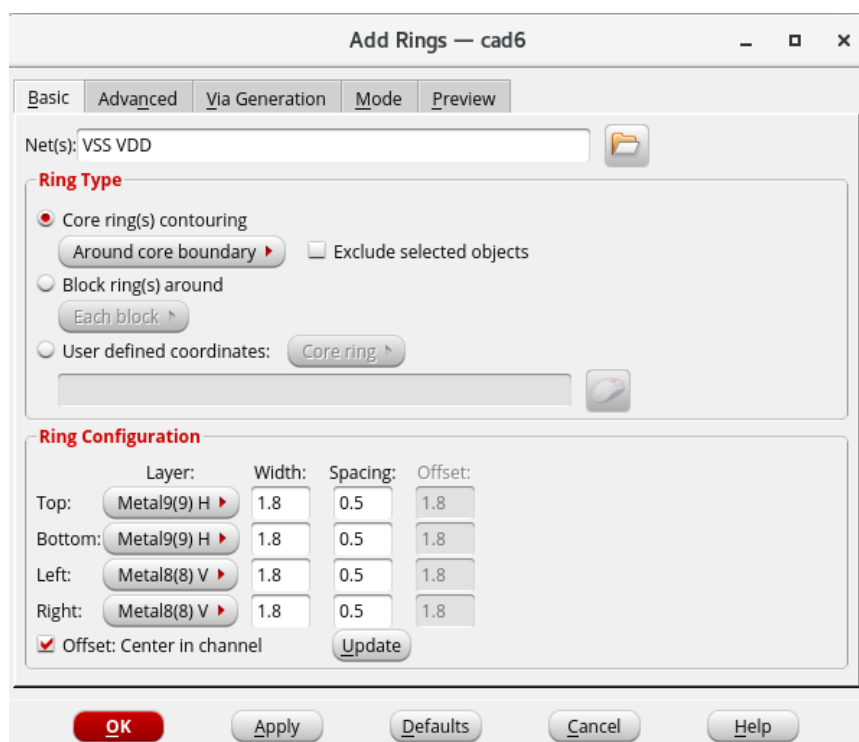 Add Rings — cad6
Basic Advanced Via Generation Mode Preview
Net(s): VSS VDD
Ring Type
Core ring(s) contouring
Around core boundary Exclude selected objects
Block ring(s) around
Each block
User defined coordinates: Core ring
Ring Configuration
Layer: Width: Spacing: Offset:
Top: Metal9(9) H 1.8 0.5 1.8
Bottom: Metal9(9) H 1.8 0.5 1.8
Left: Metal8(8) V 1.8 0.5 1.8
Right: Metal8(8) V 1.8 0.5 1.8
Offset: Center in channel Update
OK Apply Defaults Cancel Help